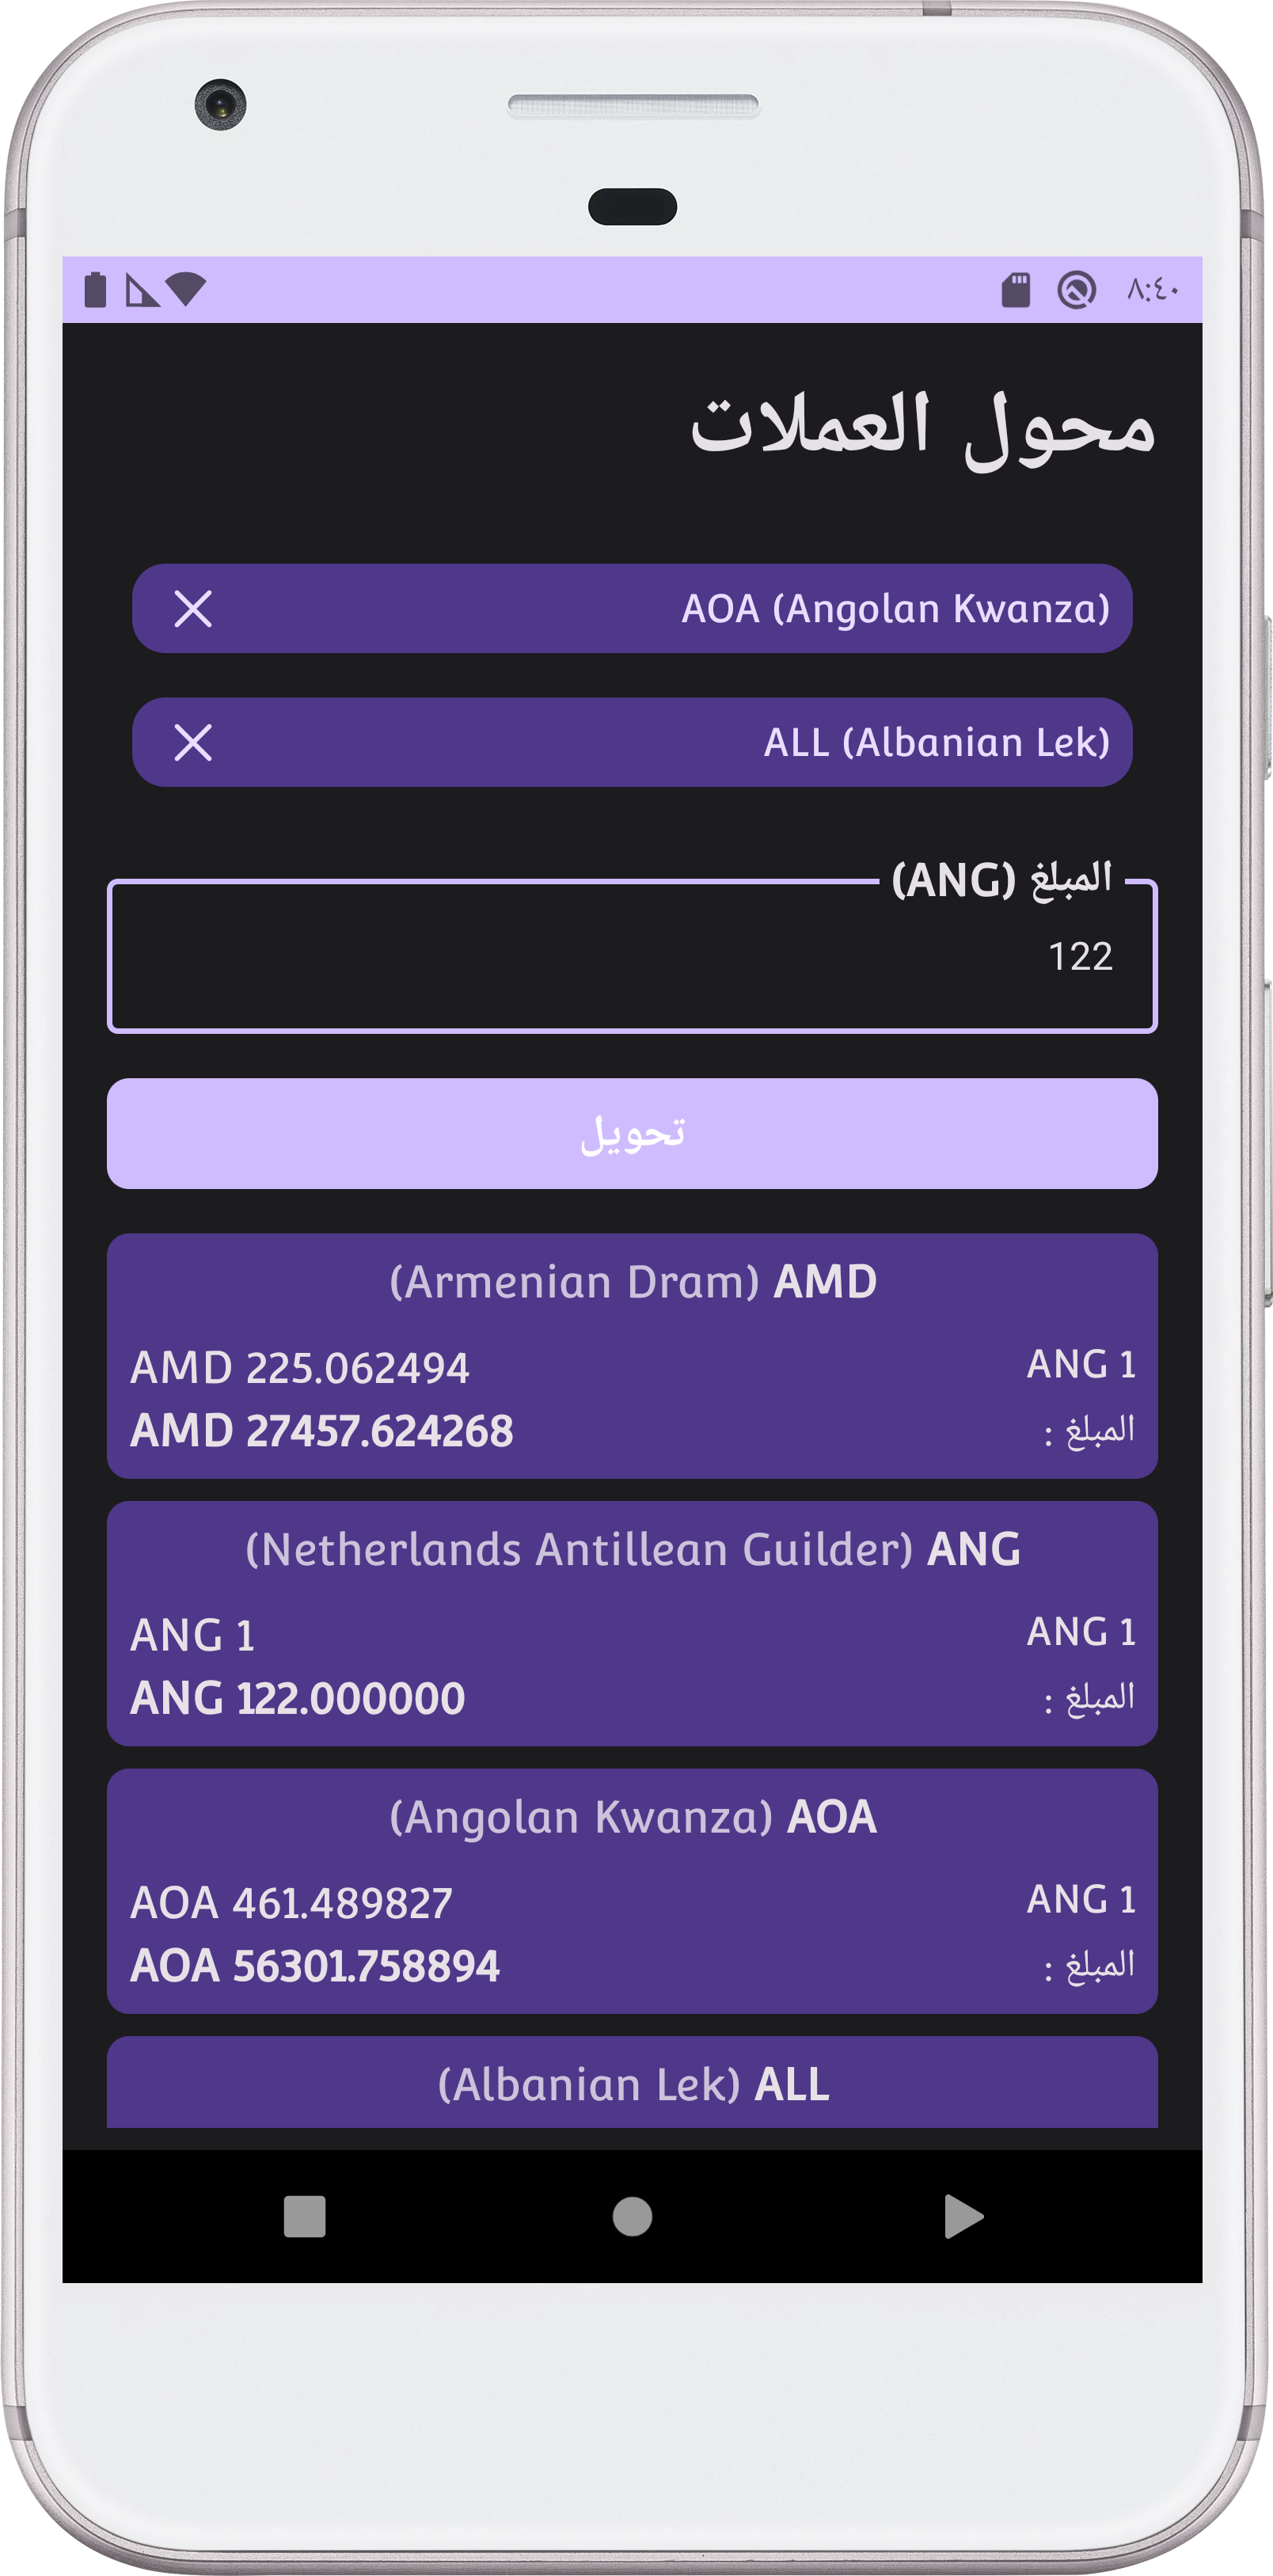 ٨:٤٠
محول العملات
AOA (Angolan Kwanza)
ALL (Albanian Lek)
المبلغ (ANG)
122
تحويل
AMD (Armenian Dram)
ANG 1 AMD 225.062494
المبلغ : AMD 27457.624268
ANG (Netherlands Antillean Guilder)
ANG 1 ANG 1
المبلغ : ANG 122.000000
AOA (Angolan Kwanza)
ANG 1 AOA 461.489827
المبلغ : AOA 56301.758894
ALL (Albanian Lek)